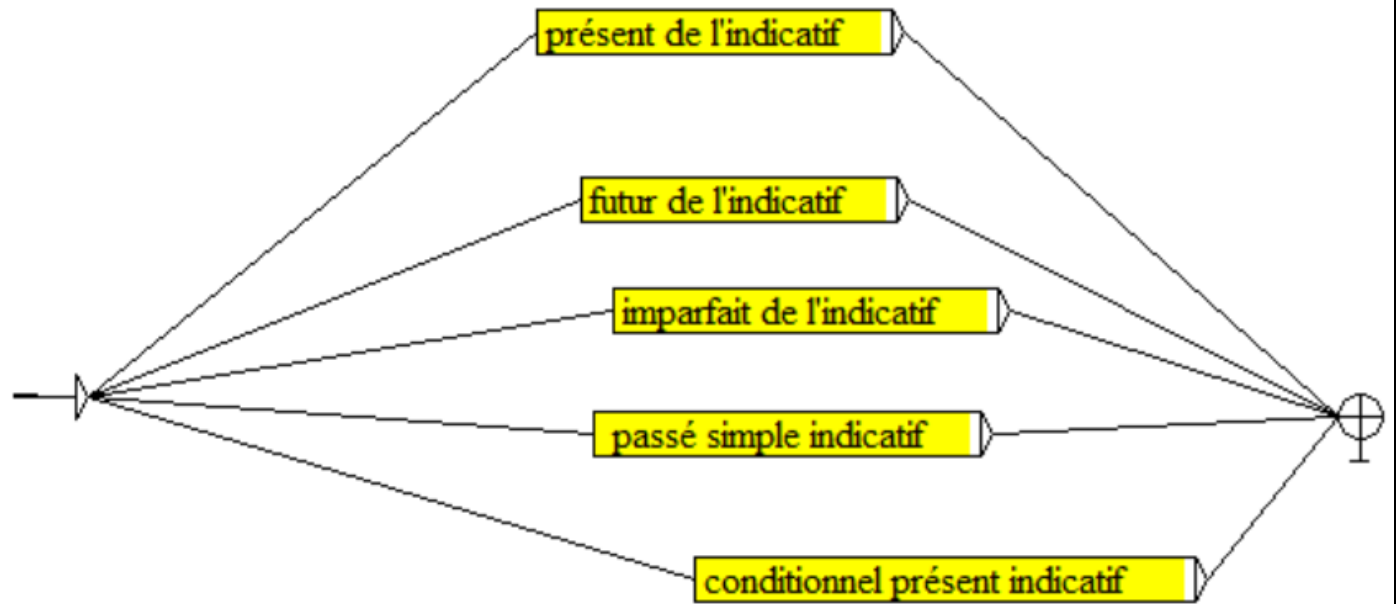 présent de l'indicatif
futur de l'indicatif
imparfait de l'indicatif
passé simple indicatif
conditionnel présent indicatif